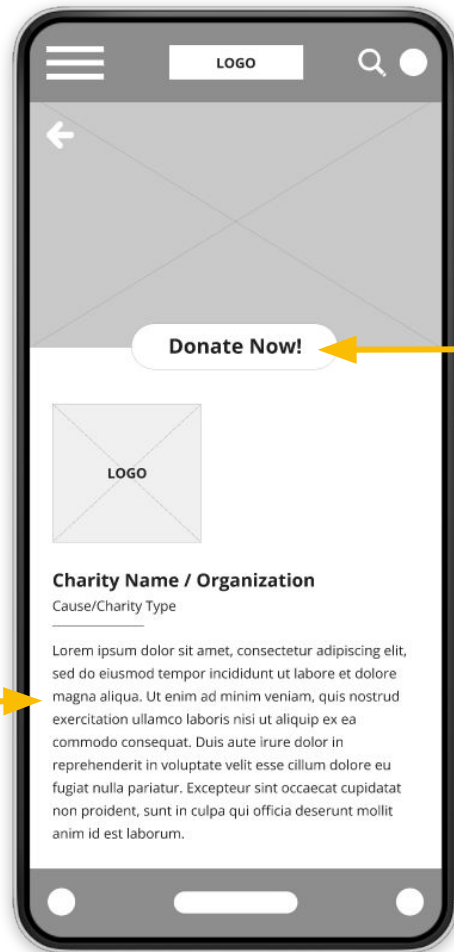 LOGO
Donate Now!
LOGO
Charity Name / Organization
Cause/Charity Type
Lorem ipsum dolor sit amet, consectetur adipiscing elit,
sed do eiusmod tempor incididunt ut labore et dolore
magna aliqua. Ut enim ad minim veniam, quis nostrud
exercitation ullamco laboris nisi ut aliquip ex ea
commodo consequat. Duis aute irure dolor in
reprehenderit in voluptate velit esse cillum dolore eu
fugiat nulla pariatur. Excepteur sint occaecat cupidatat
non proident, sunt in culpa qui officia deserunt mollit
anim id est laborum.